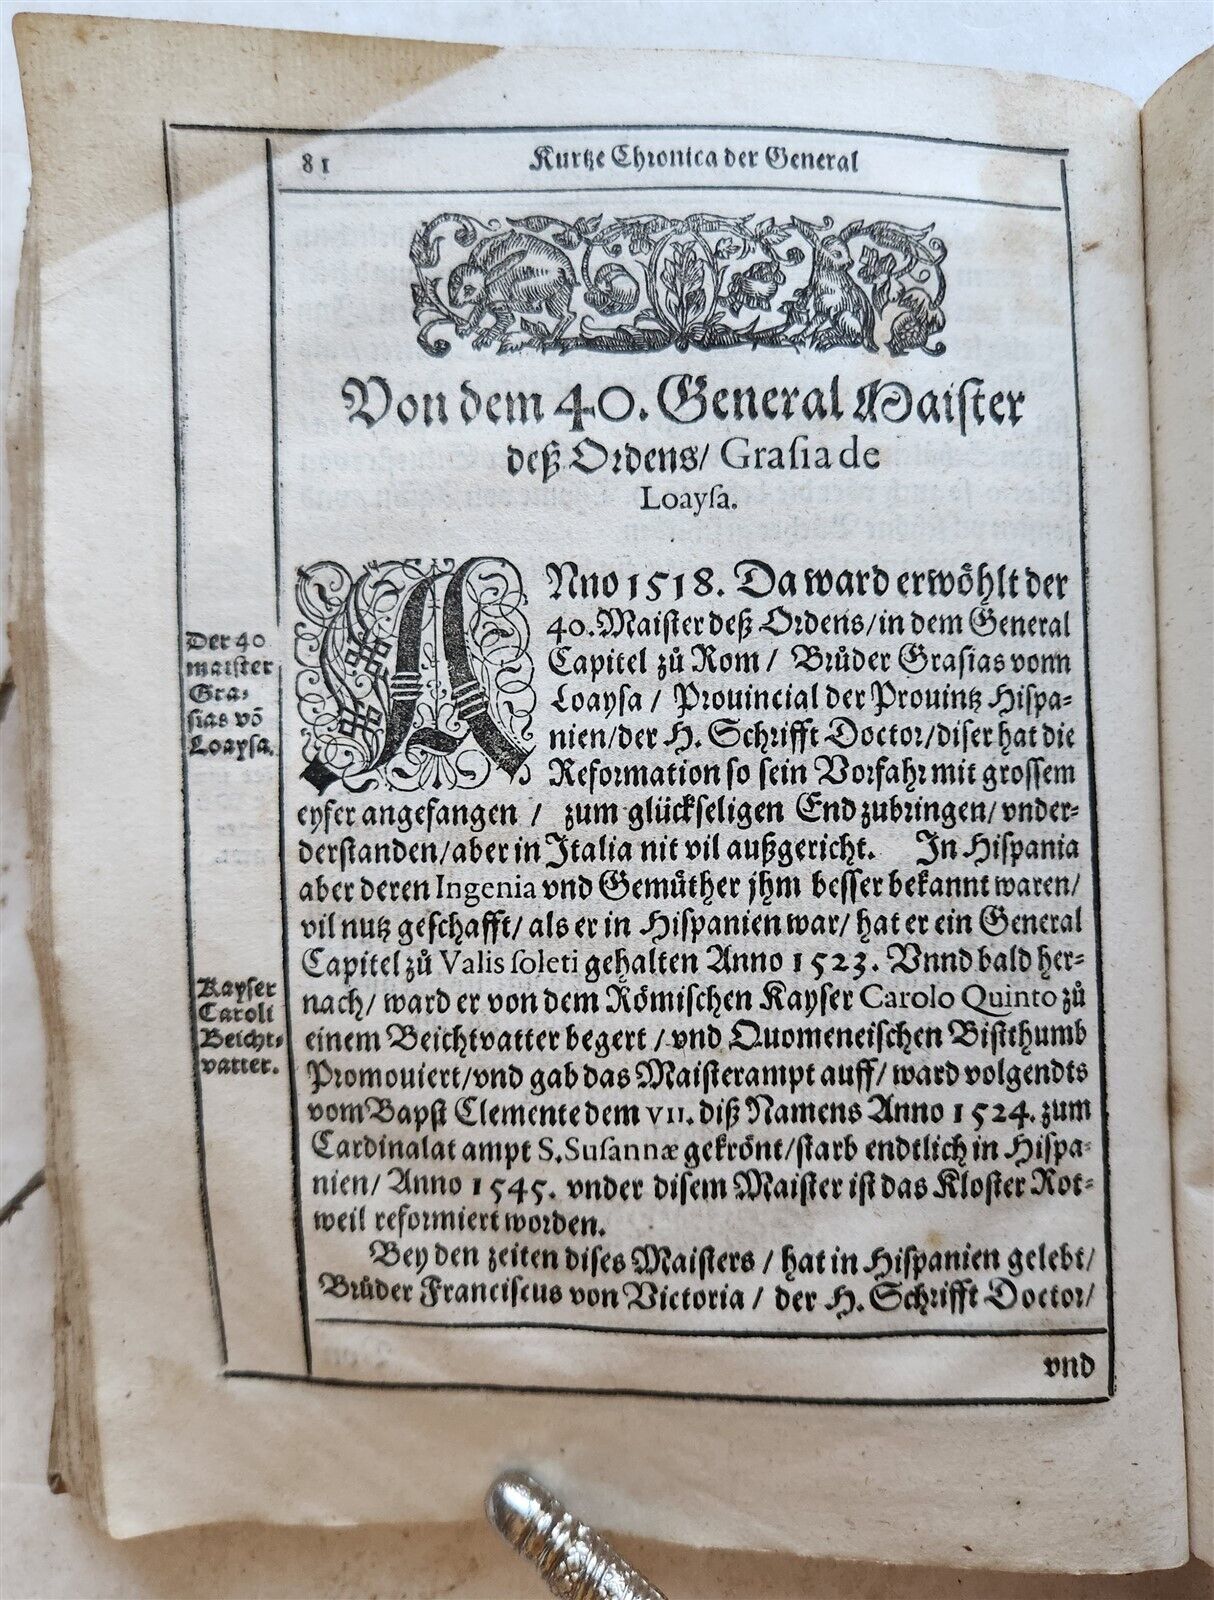 81
Kurtze Chronica der General
Von dem 40. General Maiſter
deß Ordens/ Graſia de
Loayſa.
ANno 1518. Da ward erwöhlt der
40. Maiſter deß Ordens/ in dem General
Capitel zů Rom / Brůder Graſias vonn
Loayſa / Prouincial der Prouintz Hiſpa-
nien/ der H. Schrifft Doctor/ diſer hat die
Reformation ſo ſein Vorfahr mit groſſem
eyfer angefangen / zum glückſeligen End zubringen/ vnder-
derſtanden/ aber in Italia nit vil außgericht. In Hiſpania
aber deren Ingenia vnd Gemüther jhm beſſer bekannt waren/
vil nutz geſchafft/ als er in Hiſpanien war/ hat er ein General
Capitel zů Valis ſoleti gehalten Anno 1523. Vnnd bald her-
nach/ ward er von dem Römiſchen Kayſer Carolo Quinto zů
einem Beichtvatter begert / vnd Quomeneiſchen Biſtthumb
Promouiert/ vnd gab das Maiſterampt auff/ ward volgendts
vom Bapſt Clemente dem VII. diß Namens Anno 1524. zum
Cardinalat ampt S. Suſannæ gekrönt/ ſtarb endtlich in Hiſpa-
nien/ Anno 1545. vnder diſem Maiſter iſt das Kloſter Rot-
weil reformiert worden.
Bey den zeiten diſes Maiſters / hat in Hiſpanien gelebt/
Brůder Franciſcus von Victoria / der H. Schrifft Doctor/
vnd
Der 40
maiſter
Gra-
ſias võ
Loayſa.
Kayſer
Caroli
Beicht-
vatter.